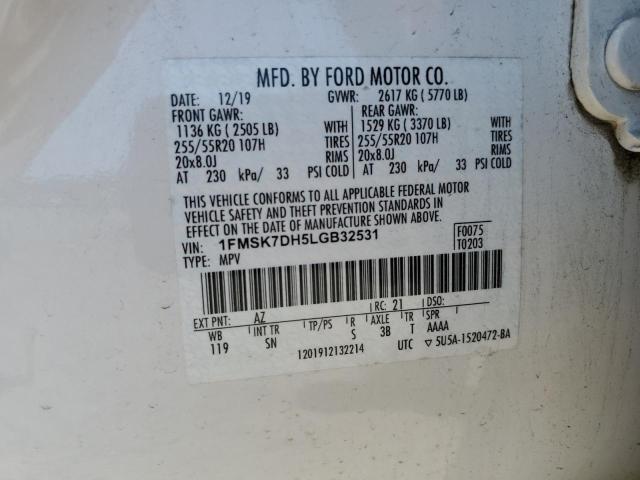 MFD. BY FORD MOTOR CO.
DATE: 12/19 GVWR: 2617 KG ( 5770 LB)
FRONT GAWR: REAR GAWR:
1136 KG ( 2505 LB) WITH 1529 KG ( 3370 LB) WITH
255/55R20 107H TIRES 255/55R20 107H TIRES
20x8.0J RIMS 20x8.0J RIMS
AT 230 kPa/ 33 PSI COLD AT 230 kPa/ 33 PSI COLD
THIS VEHICLE CONFORMS TO ALL APPLICABLE FEDERAL MOTOR
VEHICLE SAFETY AND THEFT PREVENTION STANDARDS IN
EFFECT ON THE DATE OF MANUFACTURE SHOWN ABOVE.
VIN: 1FMSK7DH5LGB32531 F0075
TYPE: MPV T0203
EXT PNT: AZ RC: 21 DSO:
WB INT TR TP/PS R AXLE TR SPR
119 SN S 3B T AAAA
1201912132214 UTC ▽ 5U5A-1520472-BA